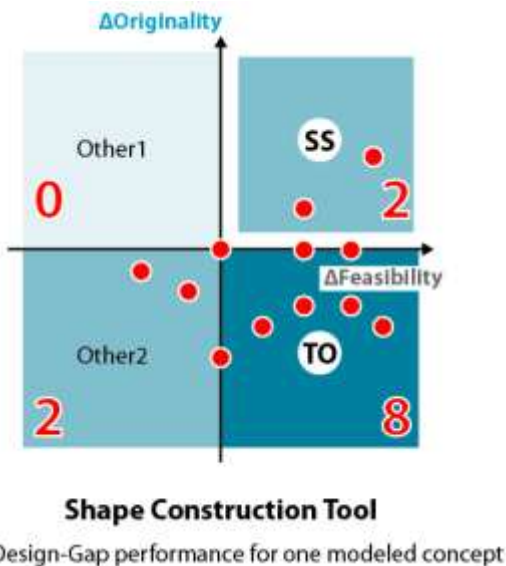 ΔOriginality
Other1
SS
0
2
ΔFeasibility
Other2
TO
2
8
Shape Construction Tool
Design-Gap performance for one modeled concept